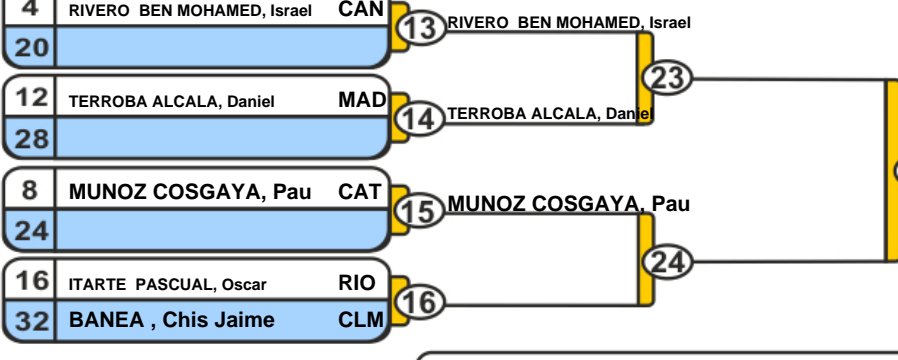 4 RIVERO BEN MOHAMED, Israel CAN
13 RIVERO BEN MOHAMED, Israel
20
23
12 TERROBA ALCALA, Daniel MAD
14 TERROBA ALCALA, Daniel
28
8 MUNOZ COSGAYA, Pau CAT
15 MUNOZ COSGAYA, Pau
24
24
16 ITARTE PASCUAL, Oscar RIO
16
32 BANEA , Chis Jaime CLM